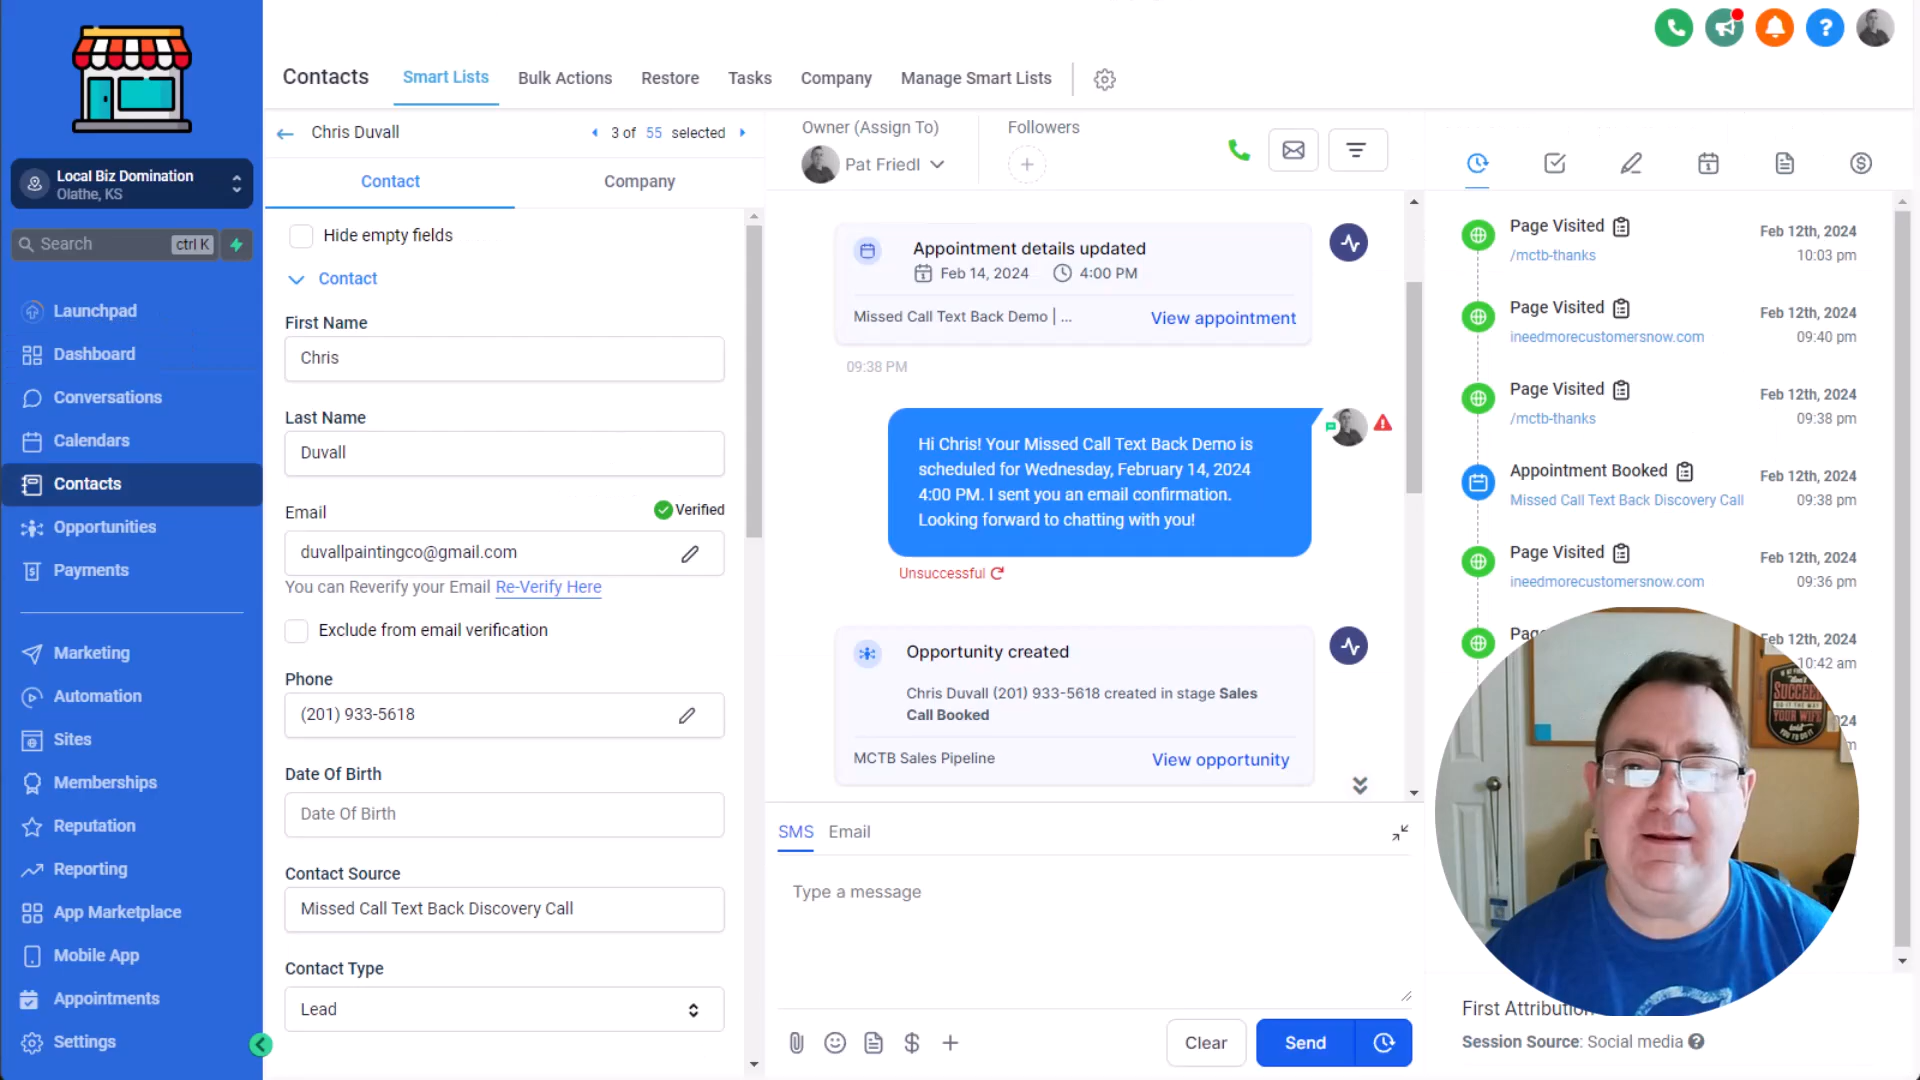 Contacts
Smart Lists
Bulk Actions
Restore
Tasks
Company
Manage Smart Lists
?
Local Biz Domination
Olathe, KS
Search
ctrl K
Launchpad
Dashboard
Conversations
Calendars
Contacts
Opportunities
Payments
Marketing
Automation
Sites
Memberships
Reputation
Reporting
App Marketplace
Mobile App
Appointments
Settings
Chris Duvall
3 of 55 selected
Contact
Company
Hide empty fields
Contact
First Name
Chris
Last Name
Duvall
Email
Verified
duvallpaintingco@gmail.com
You can Reverify your Email Re-Verify Here
Exclude from email verification
Phone
(201) 933-5618
Date Of Birth
Date Of Birth
Contact Source
Missed Call Text Back Discovery Call
Contact Type
Lead
Owner (Assign To)
Pat Friedl
Followers
Appointment details updated
Feb 14, 2024
4:00 PM
Missed Call Text Back Demo | ...
View appointment
09:38 PM
Hi Chris! Your Missed Call Text Back Demo is
scheduled for Wednesday, February 14, 2024
4:00 PM. I sent you an email confirmation.
Looking forward to chatting with you!
Unsuccessful
Opportunity created
Chris Duvall (201) 933-5618 created in stage Sales
Call Booked
MCTB Sales Pipeline
View opportunity
SMS
Email
Type a message
Clear
Send
Page Visited
Feb 12th, 2024
/mctb-thanks
10:03 pm
Page Visited
Feb 12th, 2024
ineedmorecustomersnow.com
09:40 pm
Page Visited
Feb 12th, 2024
/mctb-thanks
09:38 pm
Appointment Booked
Feb 12th, 2024
Missed Call Text Back Discovery Call
09:38 pm
Page Visited
Feb 12th, 2024
ineedmorecustomersnow.com
09:36 pm
Feb 12th, 2024
10:42 am
SUCCEED
YOUR WIFE
YOU TO DO IT
First Attribution
Session Source: Social media ?